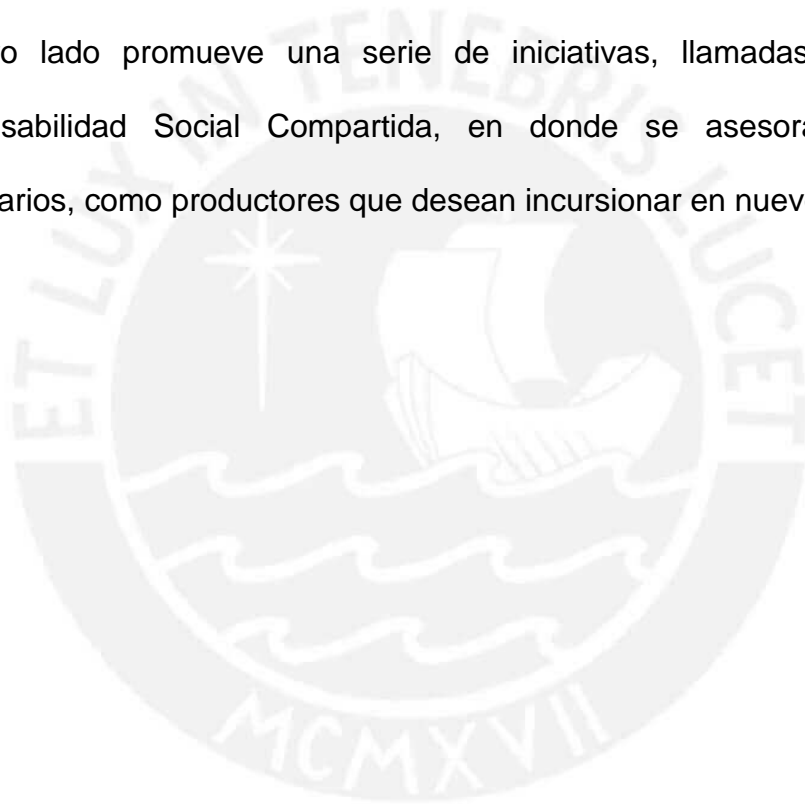 o lado promueve una serie de iniciativas, llamadas
sabilidad Social Compartida, en donde se asesora
arios, como productores que desean incursionar en nuev
ET LUX IN TENEBRIS LUCET
MCMXVII